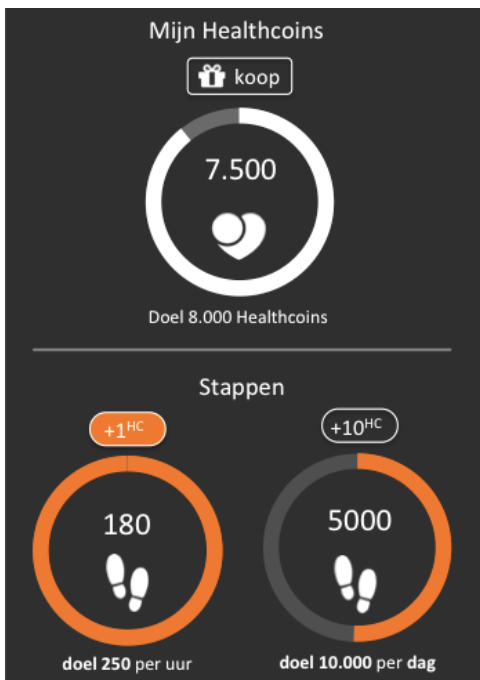 Mijn Healthcoins
koop
7.500
Doel 8.000 Healthcoins
Stappen
+1HC
+10HC
180
5000
doel 250 per uur
doel 10.000 per dag